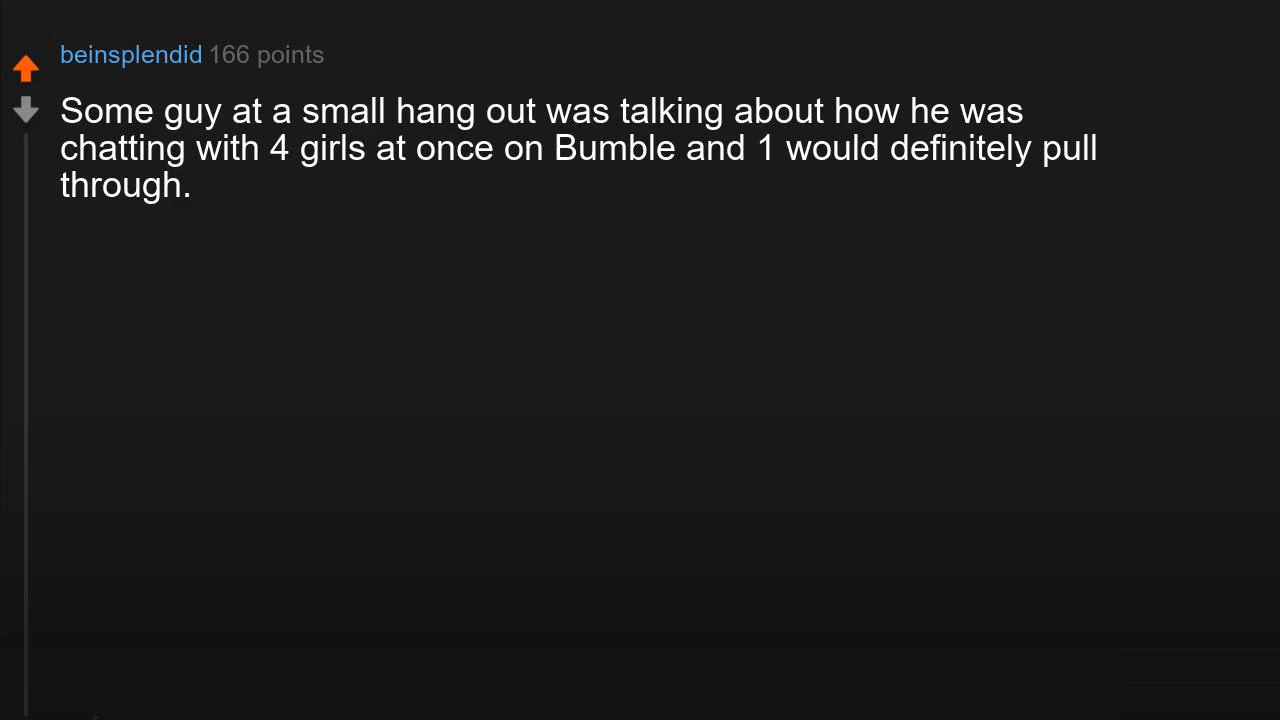 beinsplendid 166 points
Some guy at a small hang out was talking about how he was
chatting with 4 girls at once on Bumble and 1 would definitely pull
through.